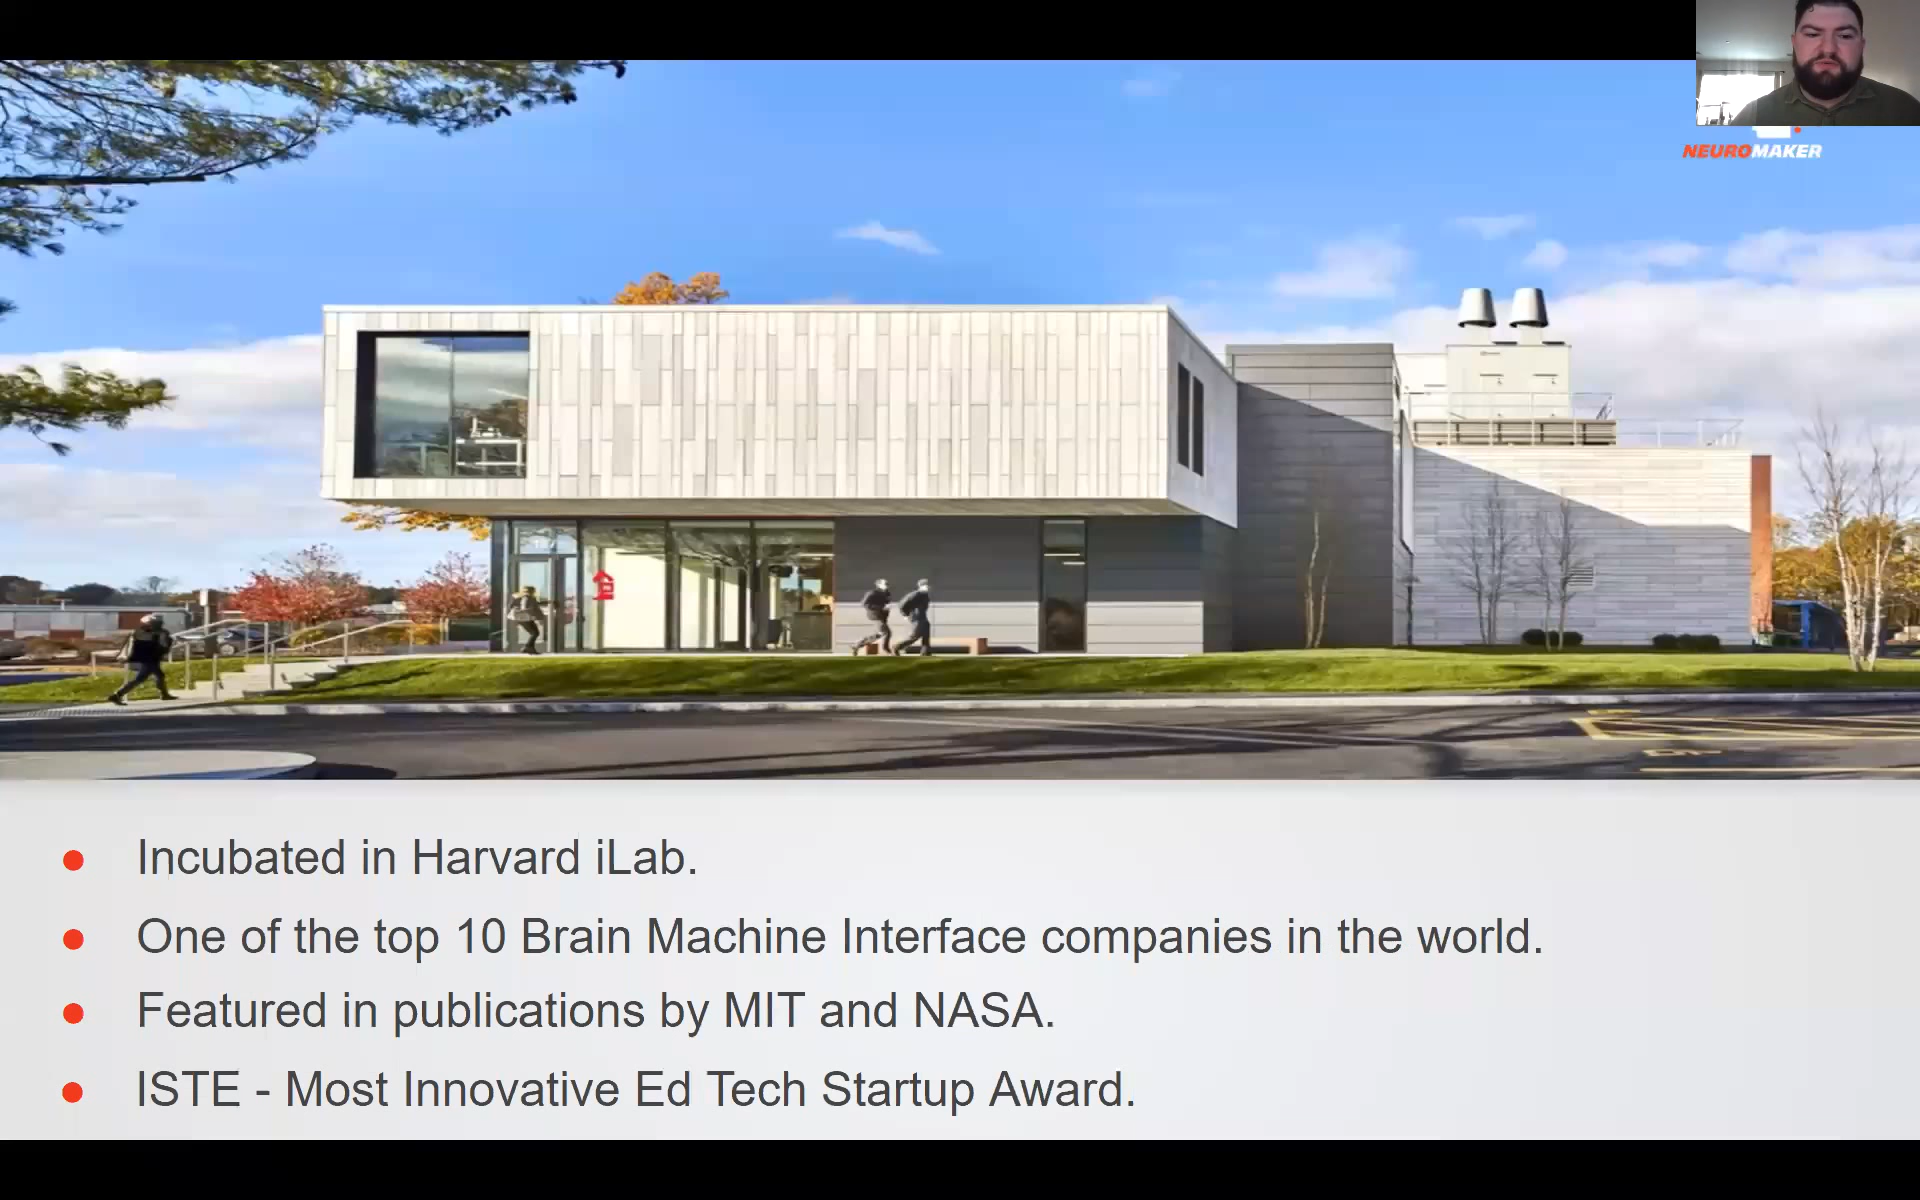 NEUROMAKER
Incubated in Harvard iLab.
One of the top 10 Brain Machine Interface companies in the world.
Featured in publications by MIT and NASA.
ISTE - Most Innovative Ed Tech Startup Award.